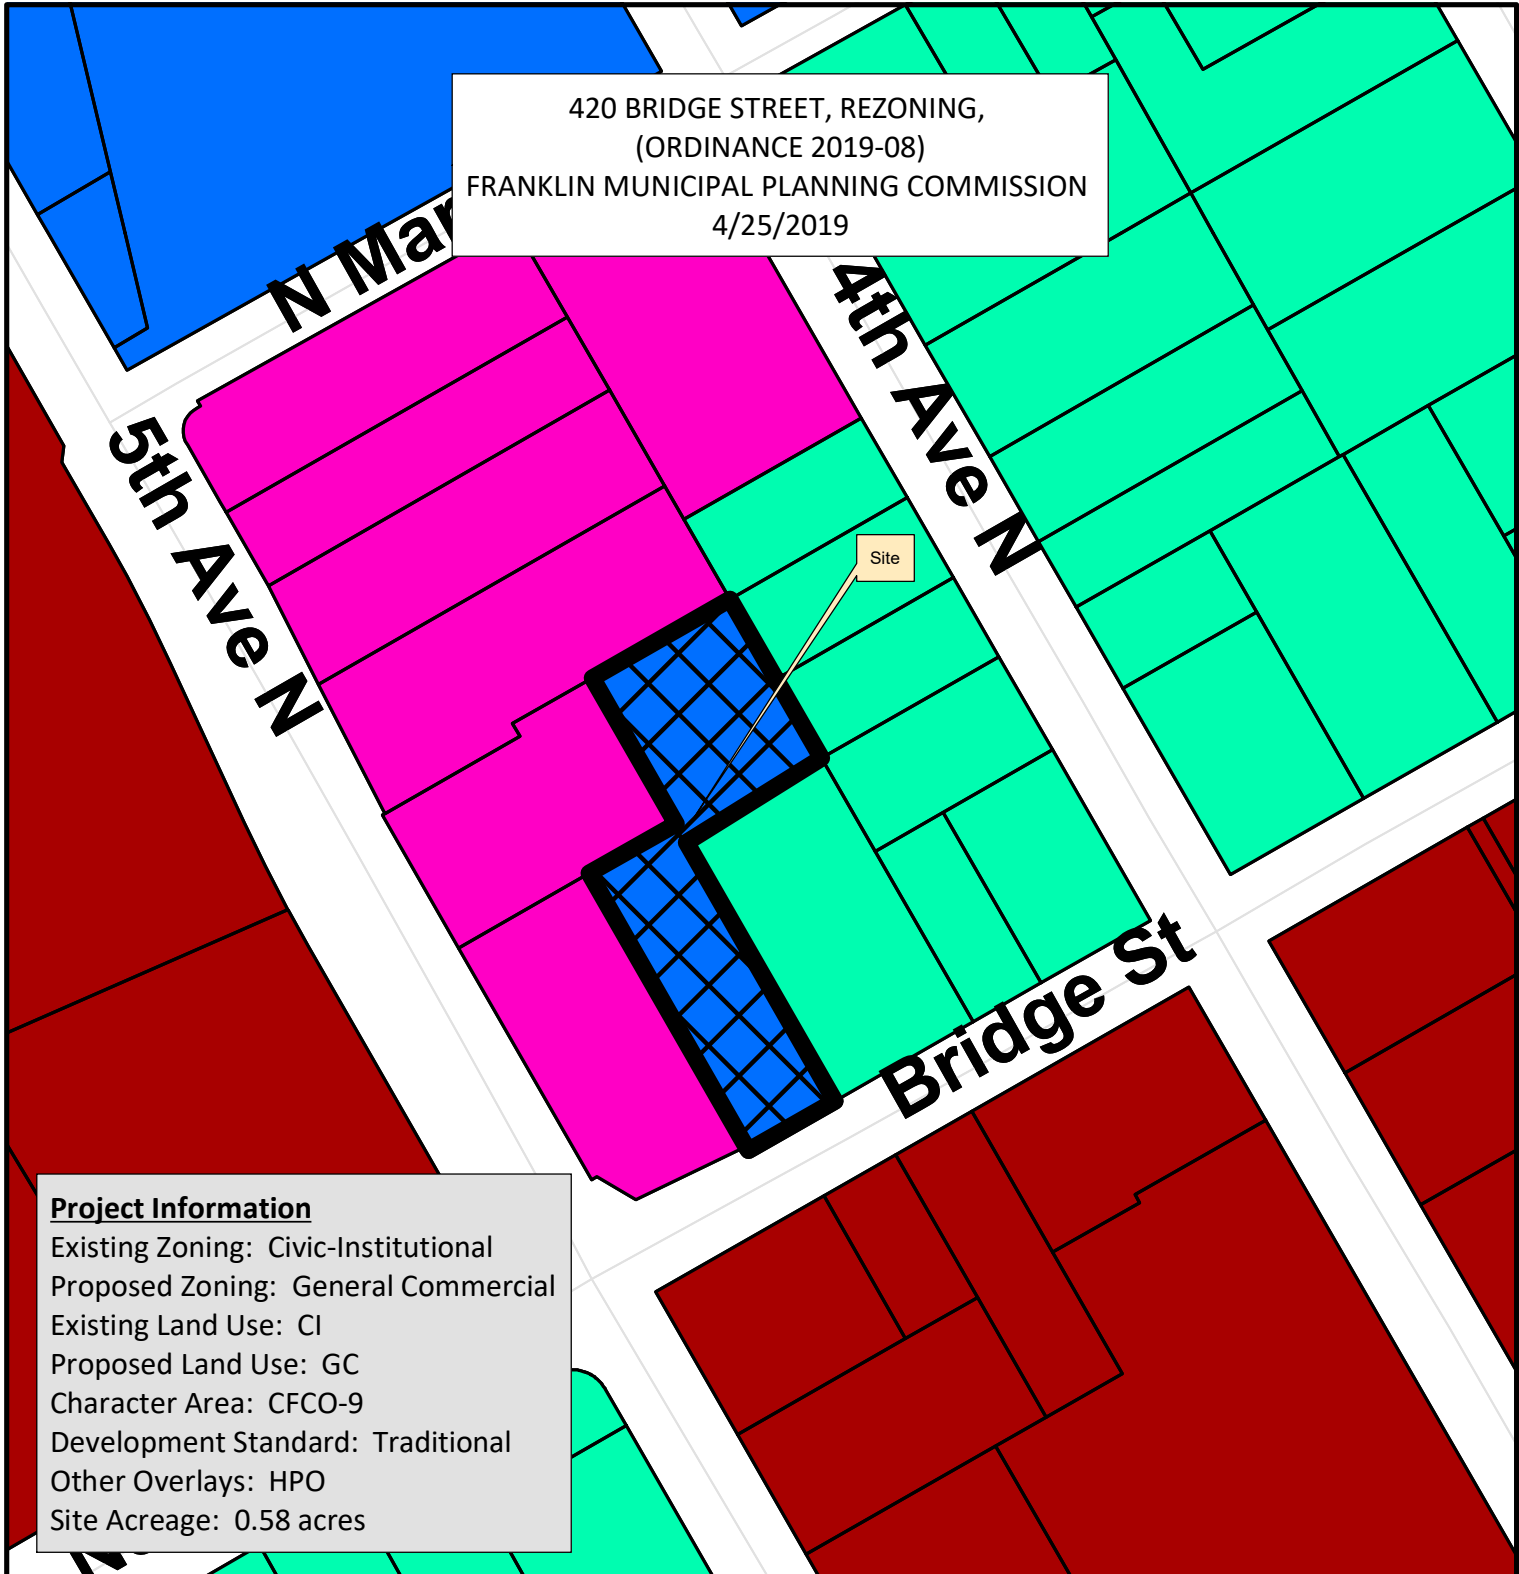 420 BRIDGE STREET, REZONING,
(ORDINANCE 2019-08)
FRANKLIN MUNICIPAL PLANNING COMMISSION
4/25/2019
N Mar
4th Ave N
5th Ave N
Site
Bridge St
Project Information
Existing Zoning: Civic-Institutional
Proposed Zoning: General Commercial
Existing Land Use: CI
Proposed Land Use: GC
Character Area: CFCO-9
Development Standard: Traditional
Other Overlays: HPO
Site Acreage: 0.58 acres